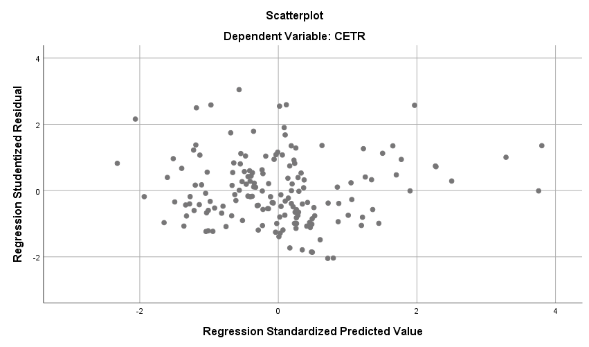 Scatterplot
Dependent Variable: CETR
Regression Studentized Residual
4
2
0
-2
-2
0
2
4
Regression Standardized Predicted Value